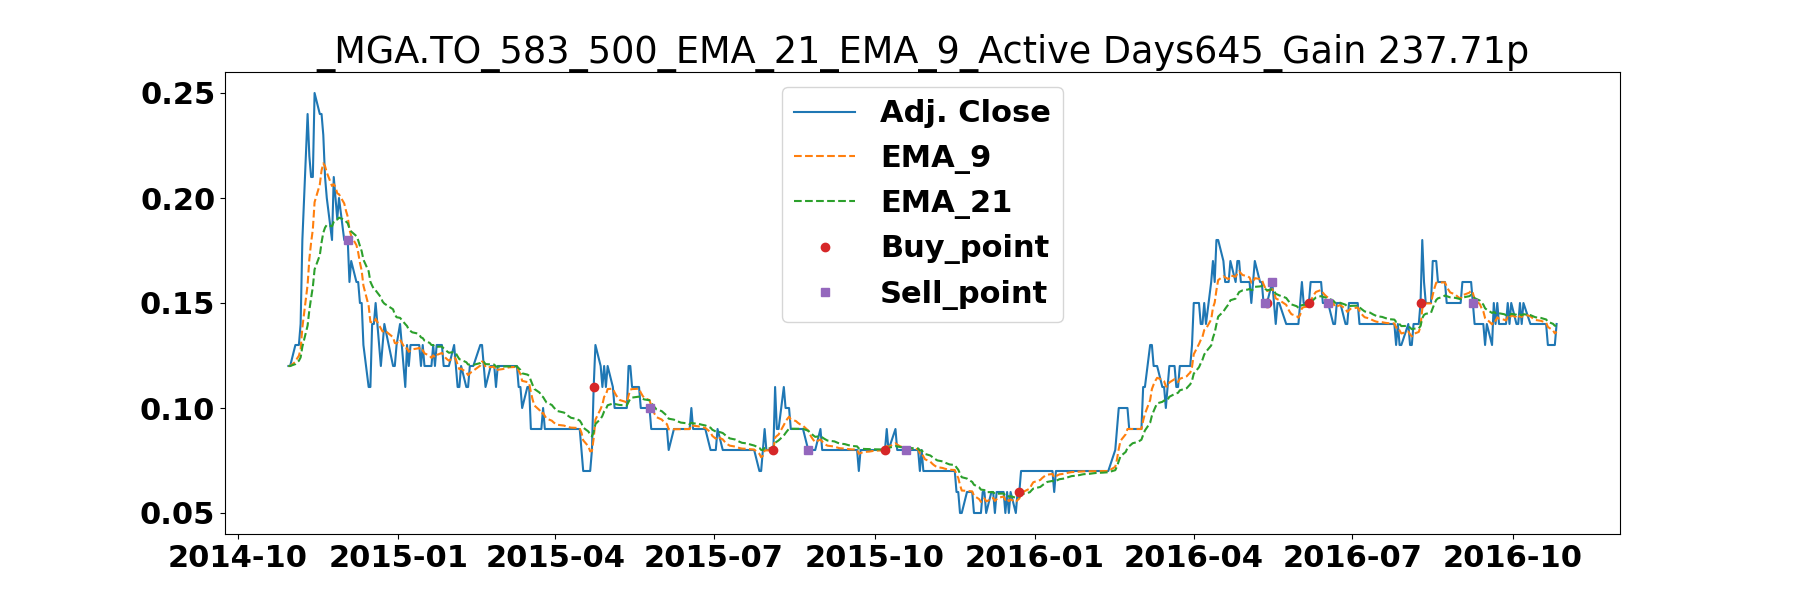 _MGA.TO_583_500_EMA_21_EMA_9_Active Days645_Gain 237.71p
0.25
0.20
0.15
0.10
0.05
Adj. Close
EMA_9
EMA_21
Buy_point
Sell_point
2014-10 2015-01 2015-04 2015-07 2015-10 2016-01 2016-04 2016-07 2016-10